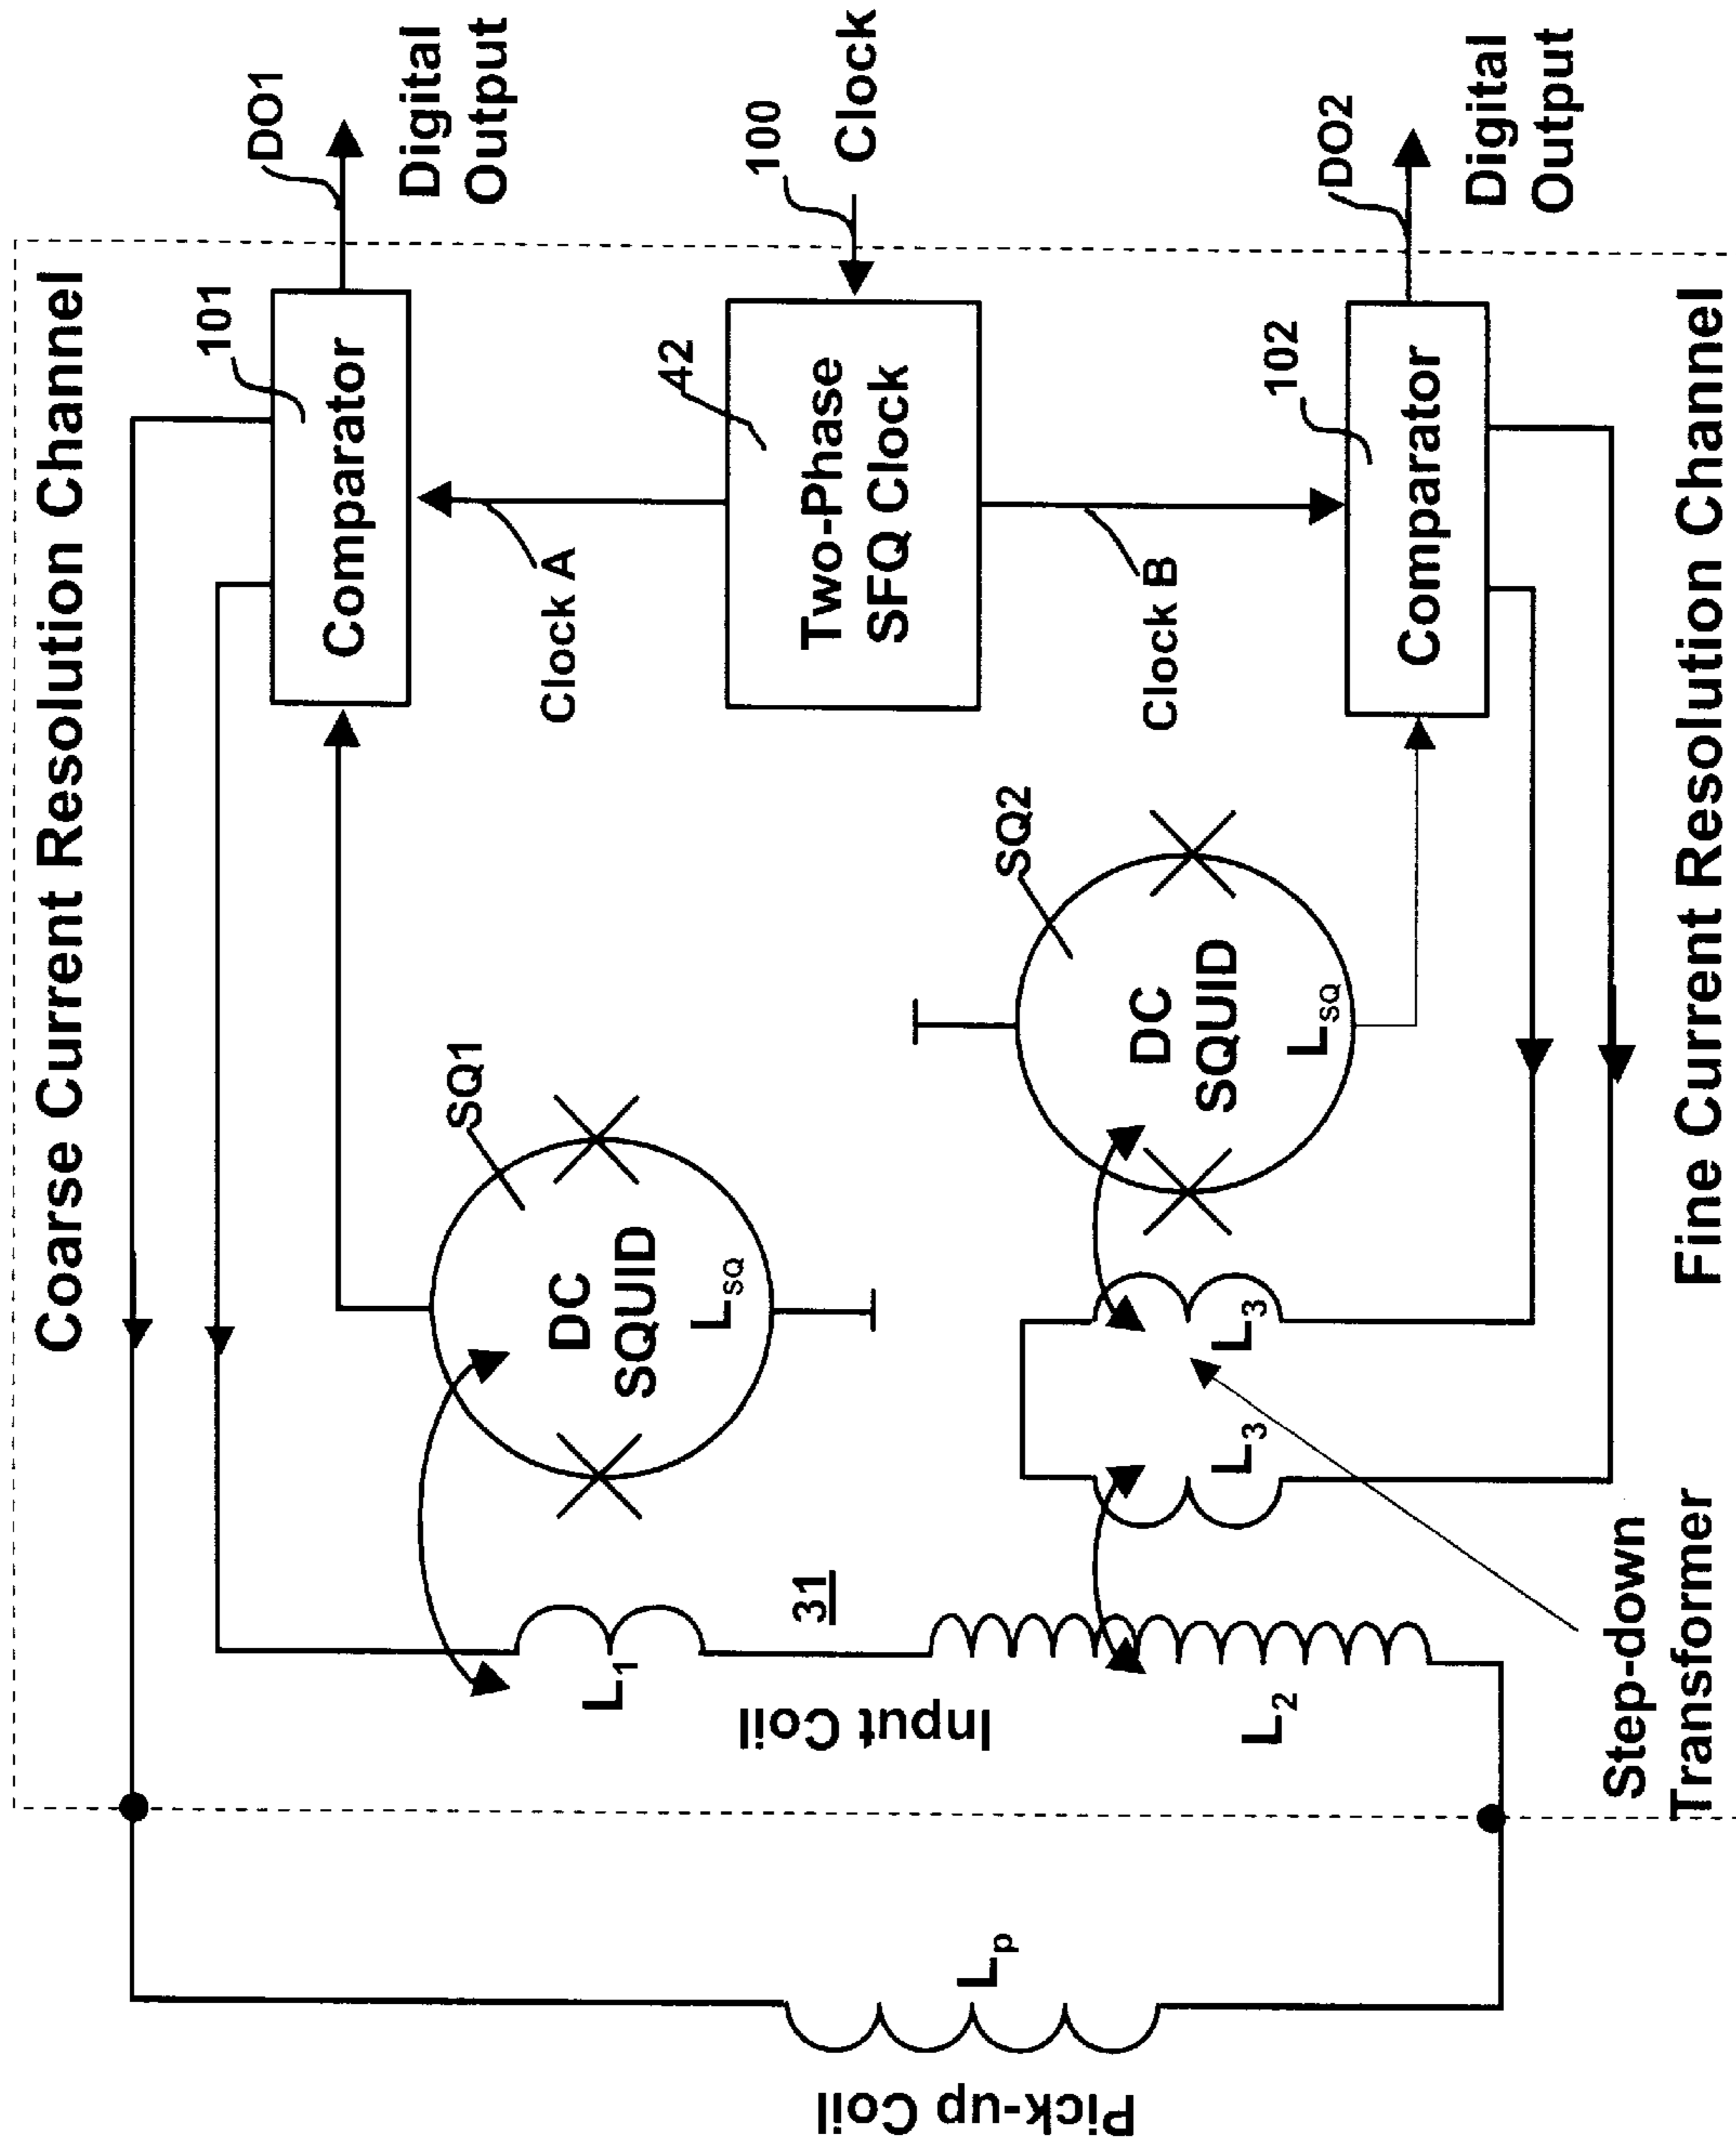 Coarse Current Resolution Channel
DO1
Digital
Output
101
Comparator
SQ1
DC
SQUID
LSQ
Clock A
100
Clock
42
Two-Phase
SFQ Clock
Clock B
31
L1
Input Coil
L2
Pick-up Coil
Lp
SQ2
DC
SQUID
LSQ
L3
L3
102
Comparator
DO2
Digital
Output
Step-down
Transformer
Fine Current Resolution Channel